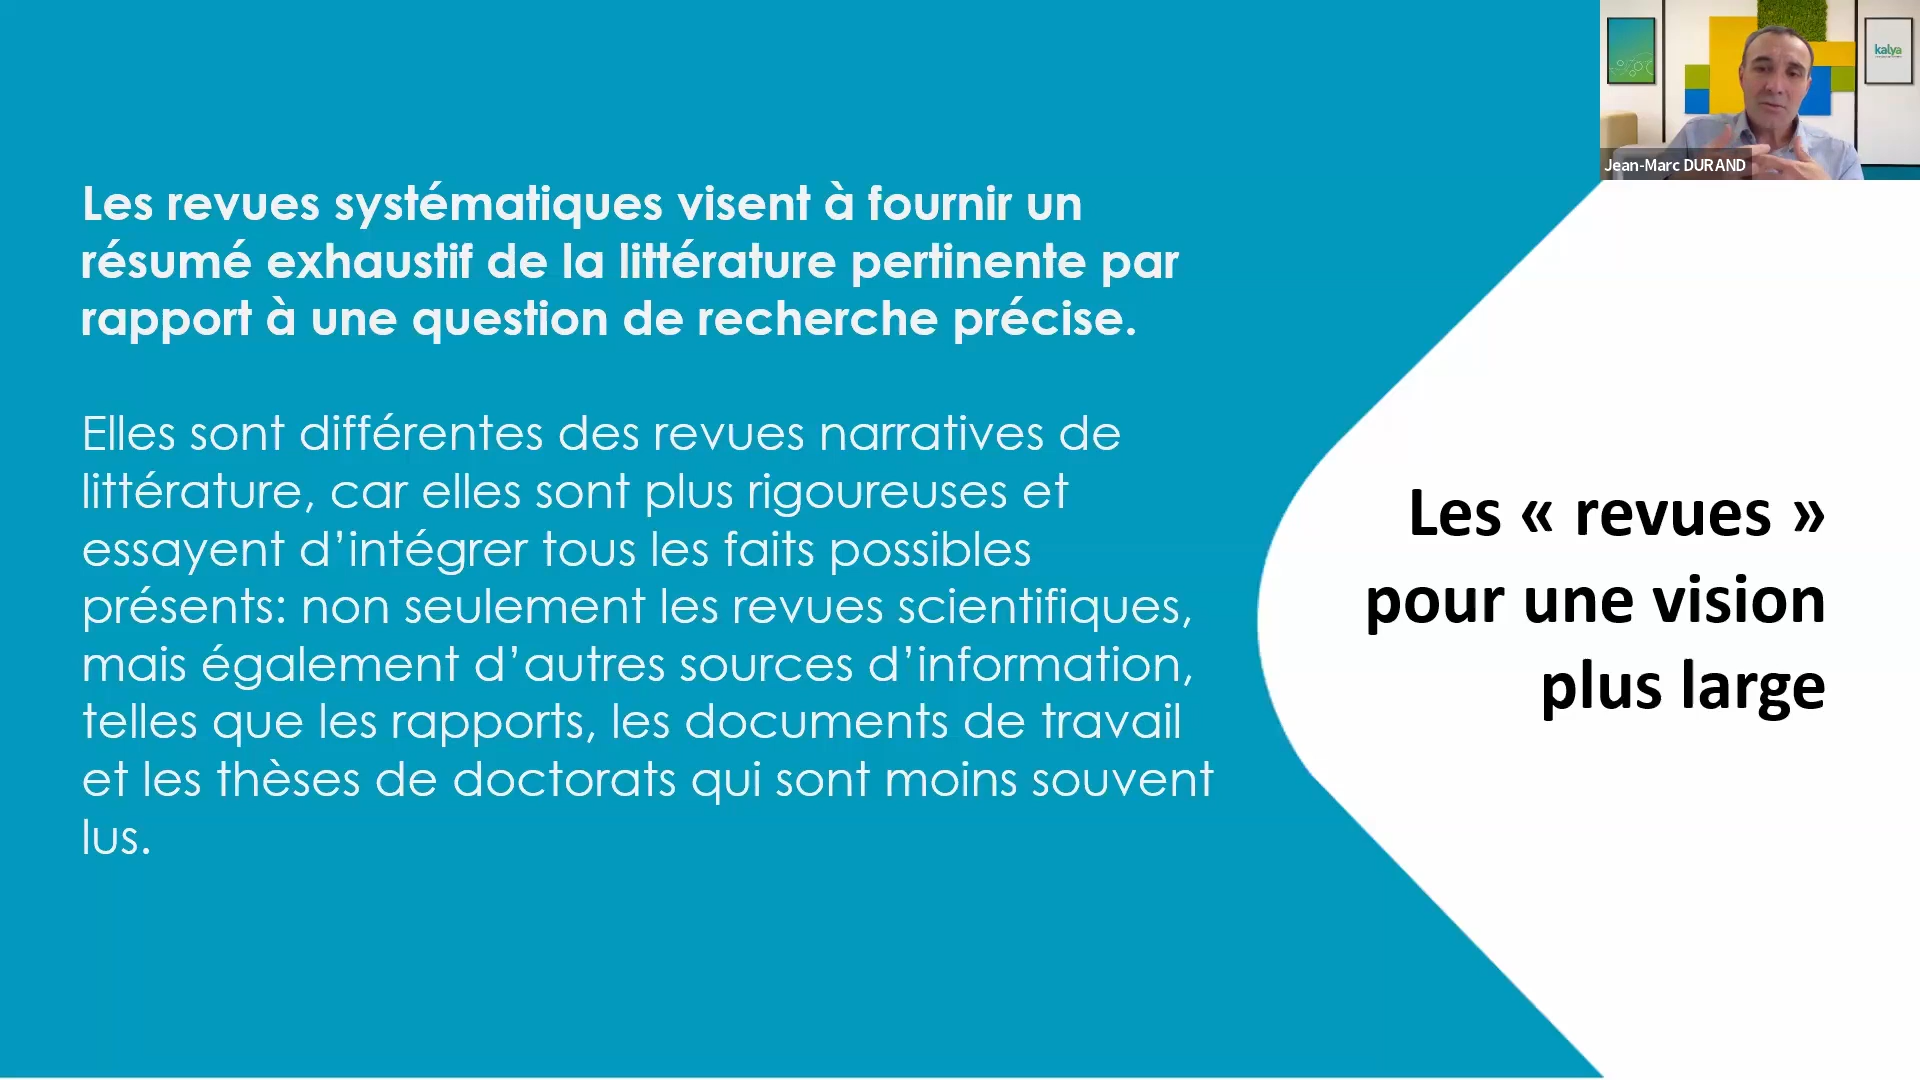 kalya
Jean-Marc DURAND
Les revues systématiques visent à fournir un
résumé exhaustif de la littérature pertinente par
rapport à une question de recherche précise.
Elles sont différentes des revues narratives de
littérature, car elles sont plus rigoureuses et
essayent d’intégrer tous les faits possibles
présents: non seulement les revues scientifiques,
mais également d’autres sources d’information,
telles que les rapports, les documents de travail
et les thèses de doctorats qui sont moins souvent
lus.
Les « revues »
pour une vision
plus large